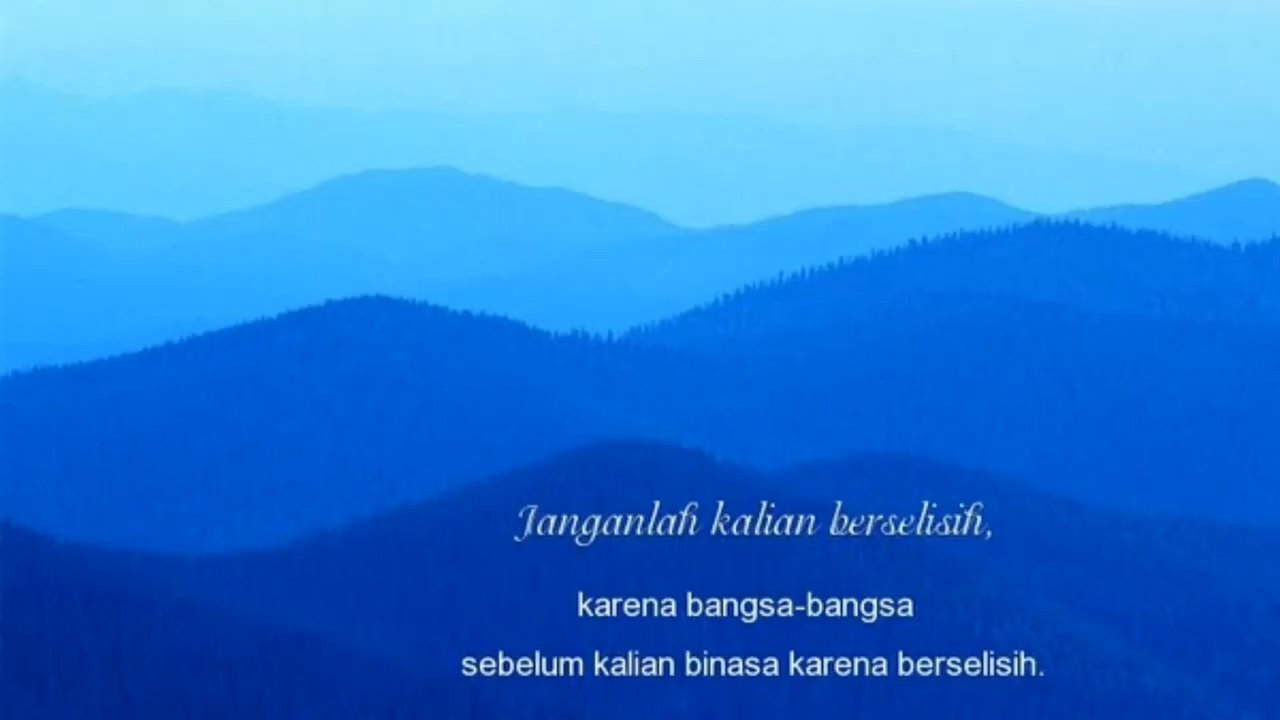 Janganlah kalian berselisih,
karena bangsa-bangsa
sebelum kalian binasa karena berselisih.